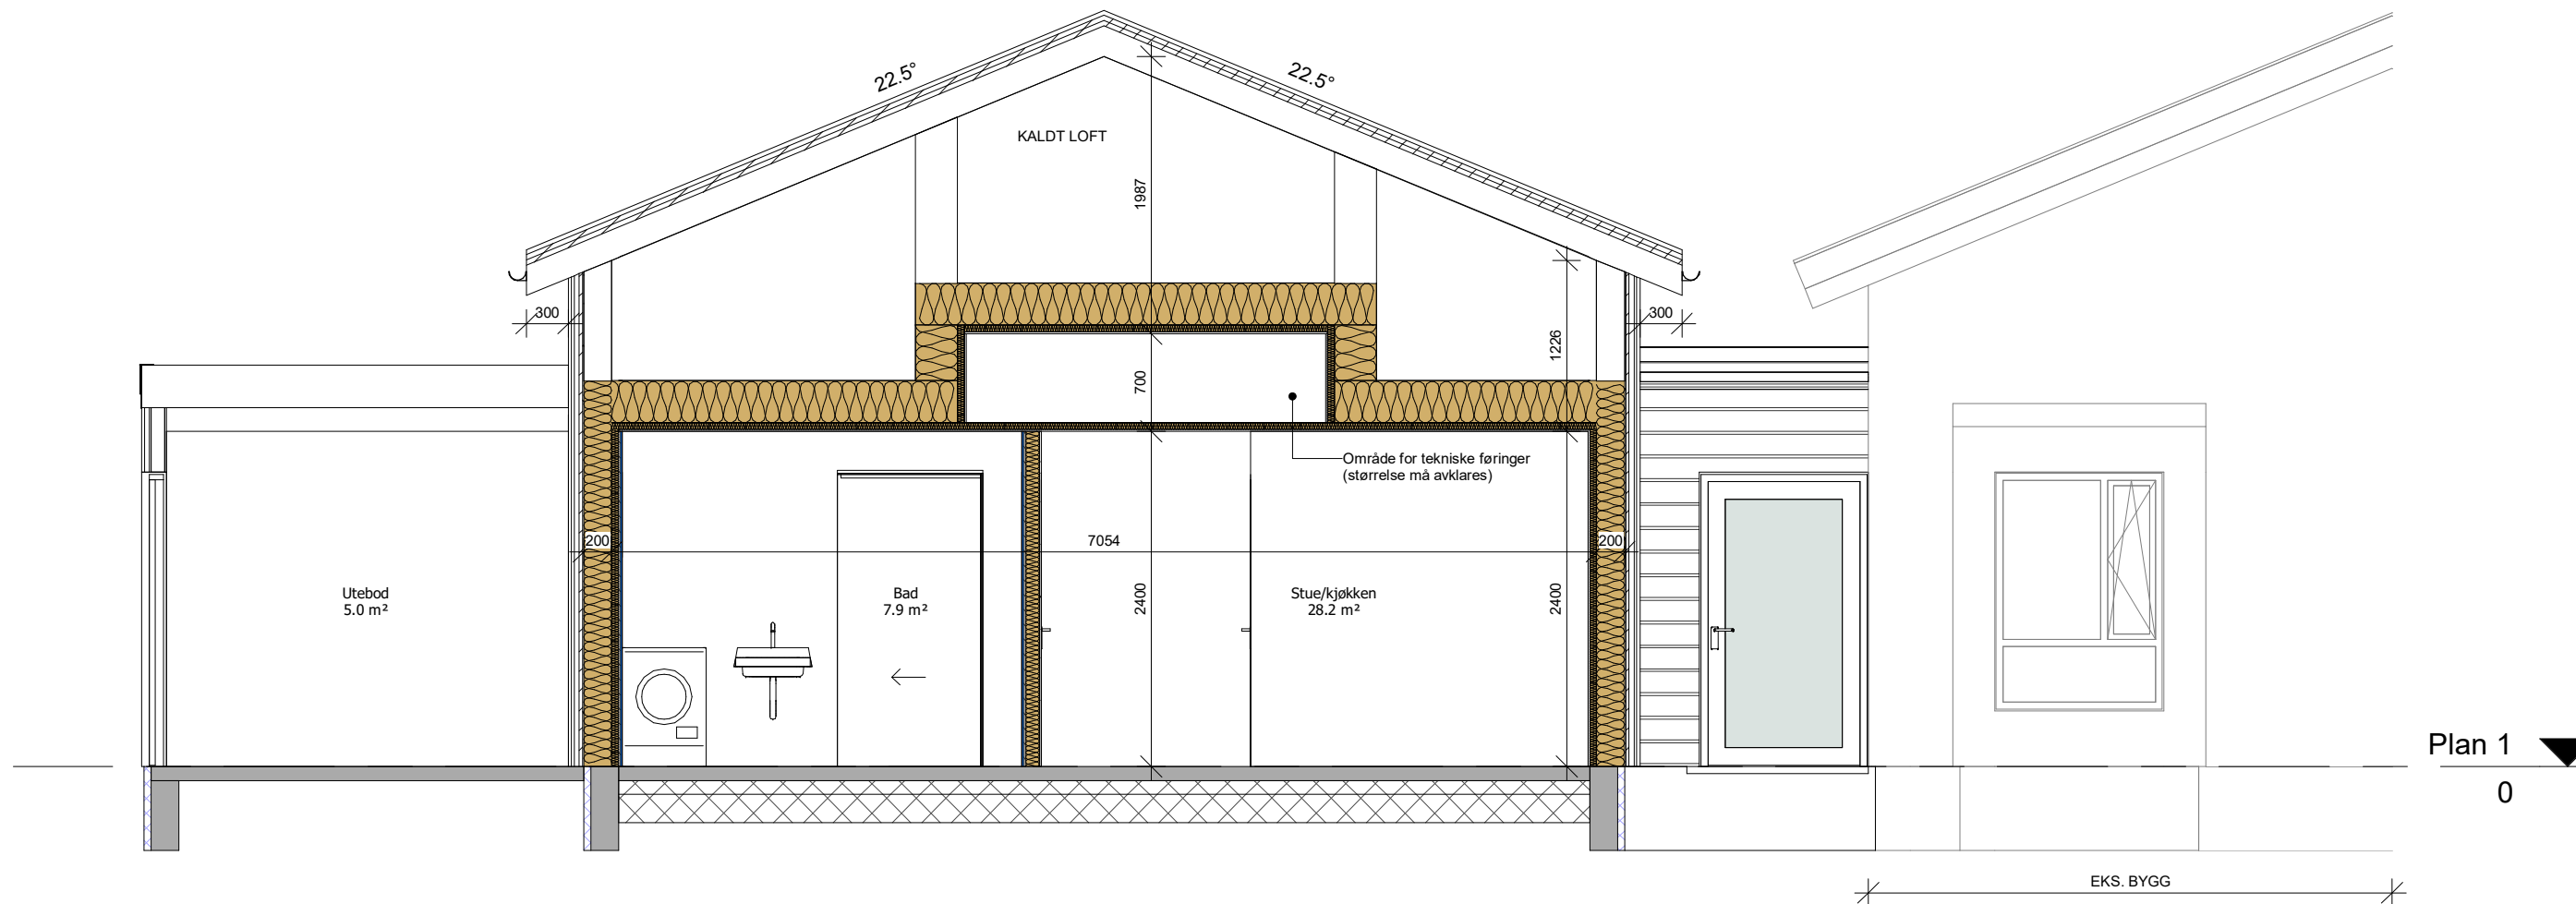 22.5°
22.5°
KALDT LOFT
1987
300
300
1226
700
Område for tekniske føringer
(størrelse må avklares)
200
7054
200
Utebod
5.0 m²
Bad
7.9 m²
2400
Stue/kjøkken
28.2 m²
2400
Plan 1
0
EKS. BYGG